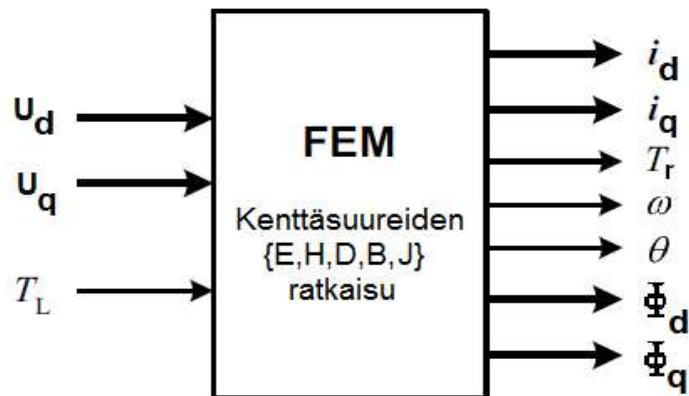 U_d
U_q
T_L
FEM
Kenttäsuureiden
{E,H,D,B,J}
ratkaisu
i_d
i_q
T_r
ω
θ
Φ_d
Φ_q